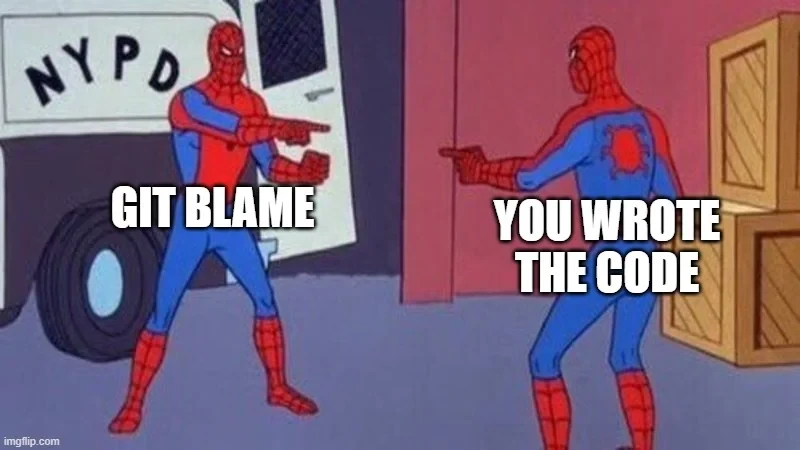 NYPD
GIT BLAME
YOU WROTE
THE CODE
imgflip.com